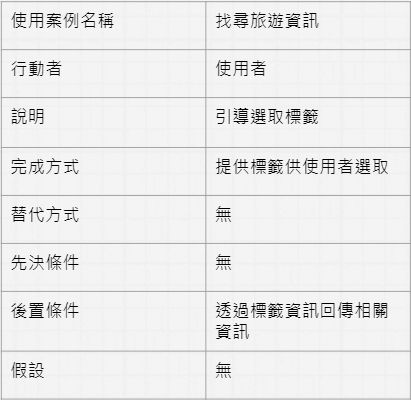 使用案例名稱 找尋旅遊資訊
行動者 使用者
說明 引導選取標籤
完成方式 提供標籤供使用者選取
替代方式 無
先決條件 無
後置條件 透過標籤資訊回傳相關
資訊
假設 無